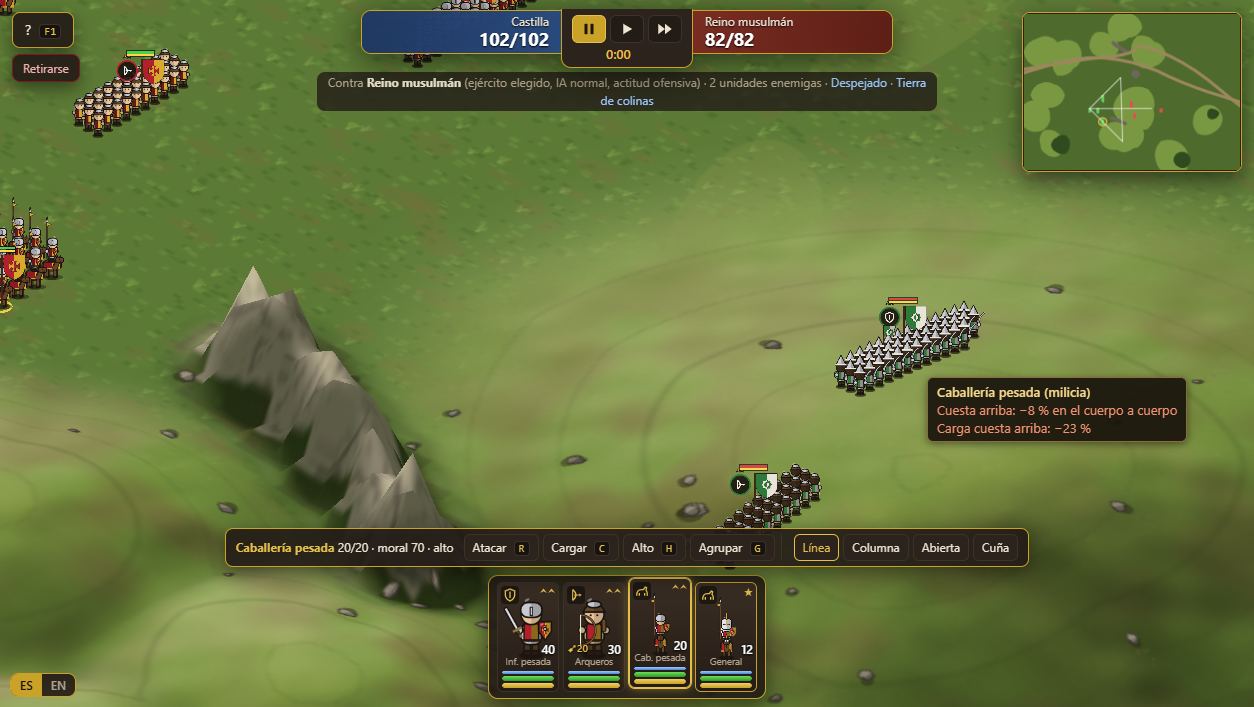 ? F1
Retirarse
Castilla
102/102
0:00
Reino musulmán
82/82
Contra Reino musulmán (ejército elegido, IA normal, actitud ofensiva) · 2 unidades enemigas · Despejado · Tierra
de colinas
Caballería pesada (milicia)
Cuesta arriba: −8 % en el cuerpo a cuerpo
Carga cuesta arriba: −23 %
Caballería pesada 20/20 · moral 70 · alto Atacar R Cargar C Alto H Agrupar G Línea Columna Abierta Cuña
40
Inf. pesada
20 30
Arqueros
20
Cab. pesada
12
General
ES EN